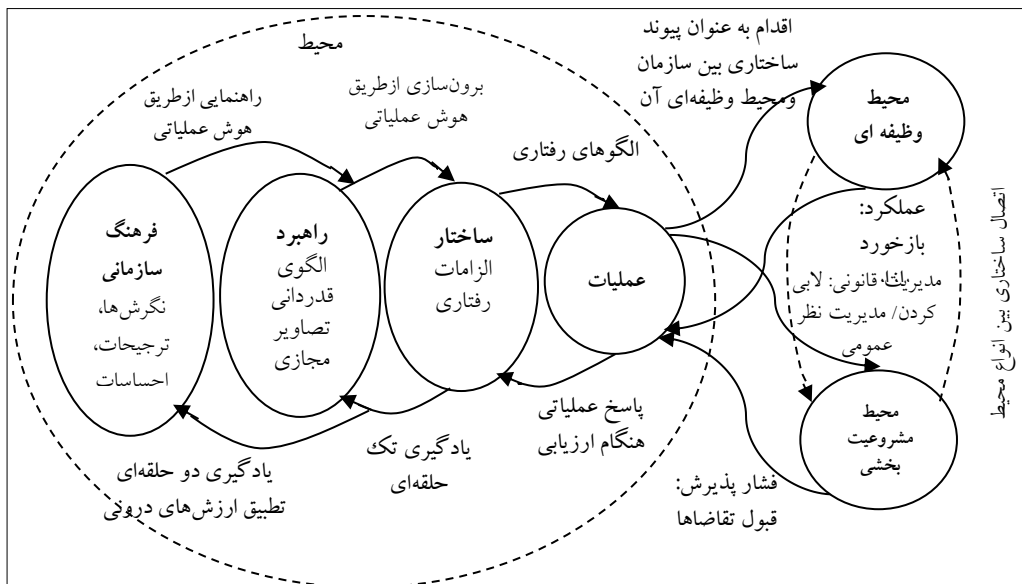 محیط
اقدام به عنوان پیوند
ساختاری بین سازمان
ومحیط وظیفه‌ای آن
راهنمایی ازطریق
هوش عملیاتی
برون‌سازی ازطریق
هوش عملیاتی
الگوهای رفتاری
محیط
وظیفه ای
فرهنگ
سازمانی
نگرش‌ها،
ترجیحات،
احساسات
راهبرد
الگوی
قدردانی
تصاویر
مجازی
ساختار
الزامات
رفتاری
عملیات
عملکرد:
بازخورد
مدیریت قانونی: لابی
کردن/ مدیریت نظر
عمومی
محیط
مشروعیت
بخشی
اتصال ساختاری بین انواع محیط
پاسخ عملیاتی
هنگام ارزیابی
یادگیری تک
حلقه‌ای
یادگیری دو حلقه‌ای
تطبیق ارزش‌های درونی
فشار پذیرش:
قبول تقاضاها